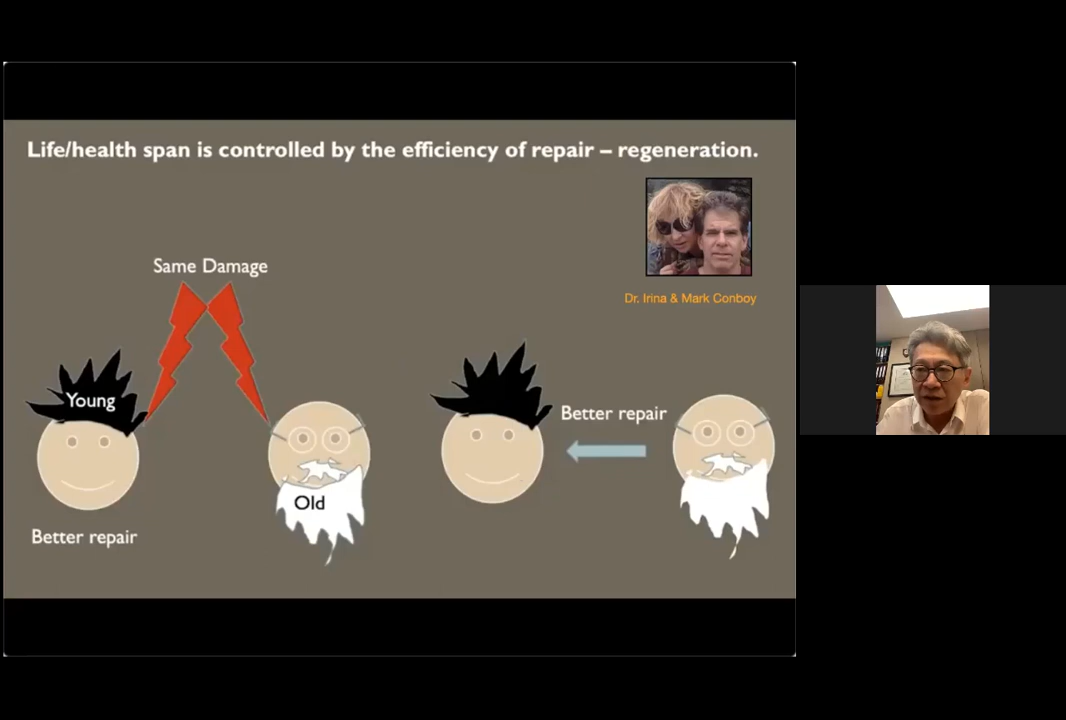 Life/health span is controlled by the efficiency of repair – regeneration.
Same Damage
Dr. Irina & Mark Conboy
Young
Better repair
Old
Better repair